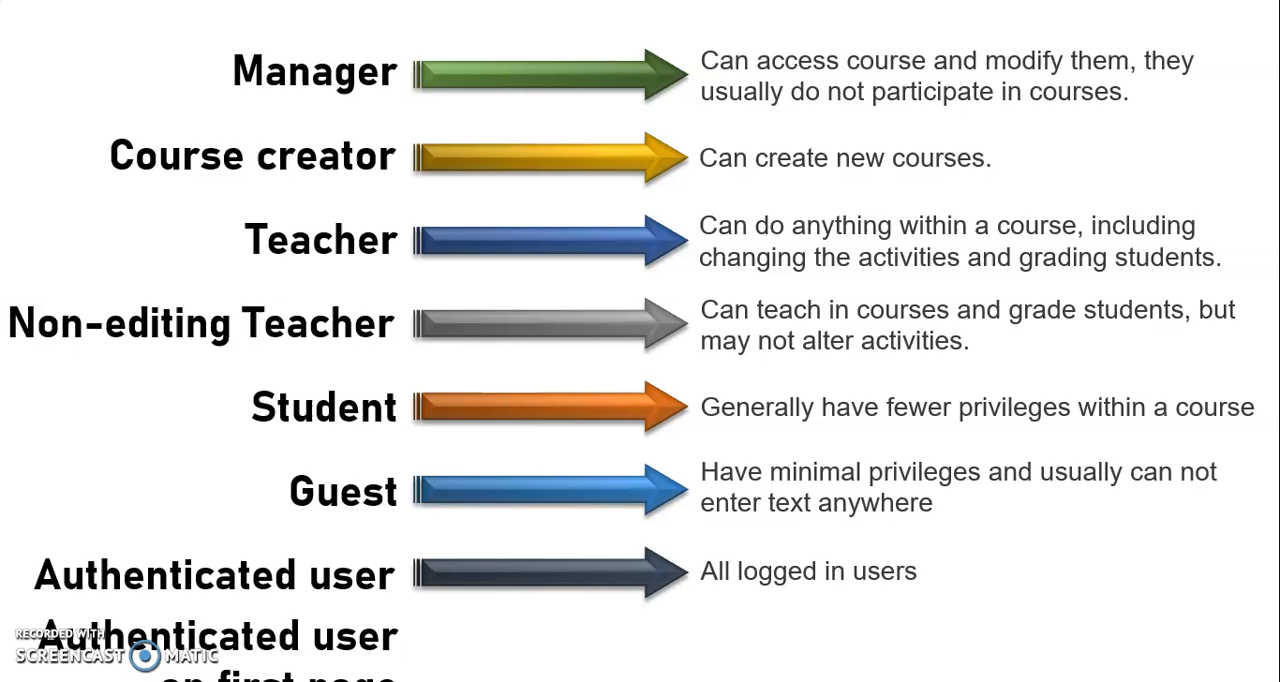 Manager
Can access course and modify them, they
usually do not participate in courses.
Course creator
Can create new courses.
Teacher
Can do anything within a course, including
changing the activities and grading students.
Non-editing Teacher
Can teach in courses and grade students, but
may not alter activities.
Student
Generally have fewer privileges within a course
Guest
Have minimal privileges and usually can not
enter text anywhere
Authenticated user
All logged in users
Authenticated user
on first page
RECORDED WITH
SCREENCAST MATIC